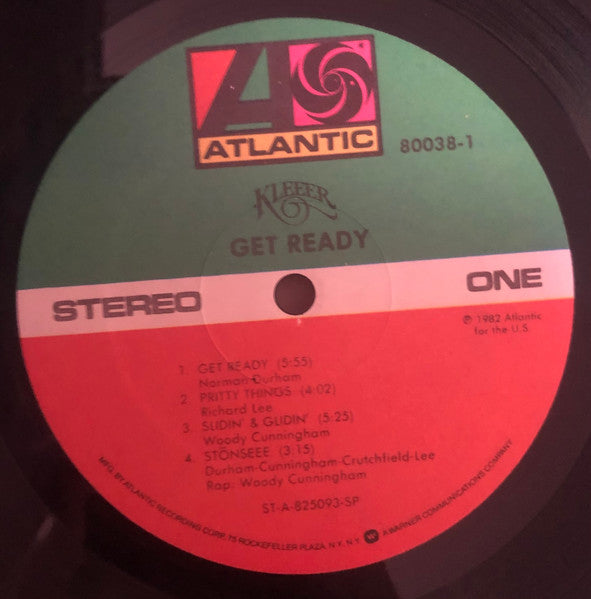 ATLANTIC
80038-1
KLEEER
GET READY
STEREO
ONE
℗ 1982 Atlantic
for the U.S.
1. GET READY (5:55)
Norman Durham
2. PRITTY THINGS (4:02)
Richard Lee
3. SLIDIN' & GLIDIN' (5:25)
Woody Cunningham
4. STÖNSEEE (3:15)
Durham-Cunningham-Crutchfield-Lee
Rap: Woody Cunningham
ST-A-825093-SP
MFG. BY ATLANTIC RECORDING CORP., 75 ROCKEFELLER PLAZA, N.Y., N.Y. A WARNER COMMUNICATIONS COMPANY